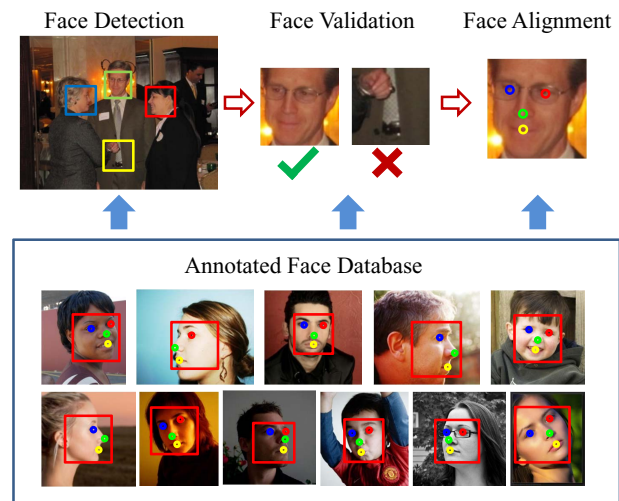 Face Detection
Face Validation
Face Alignment
Annotated Face Database